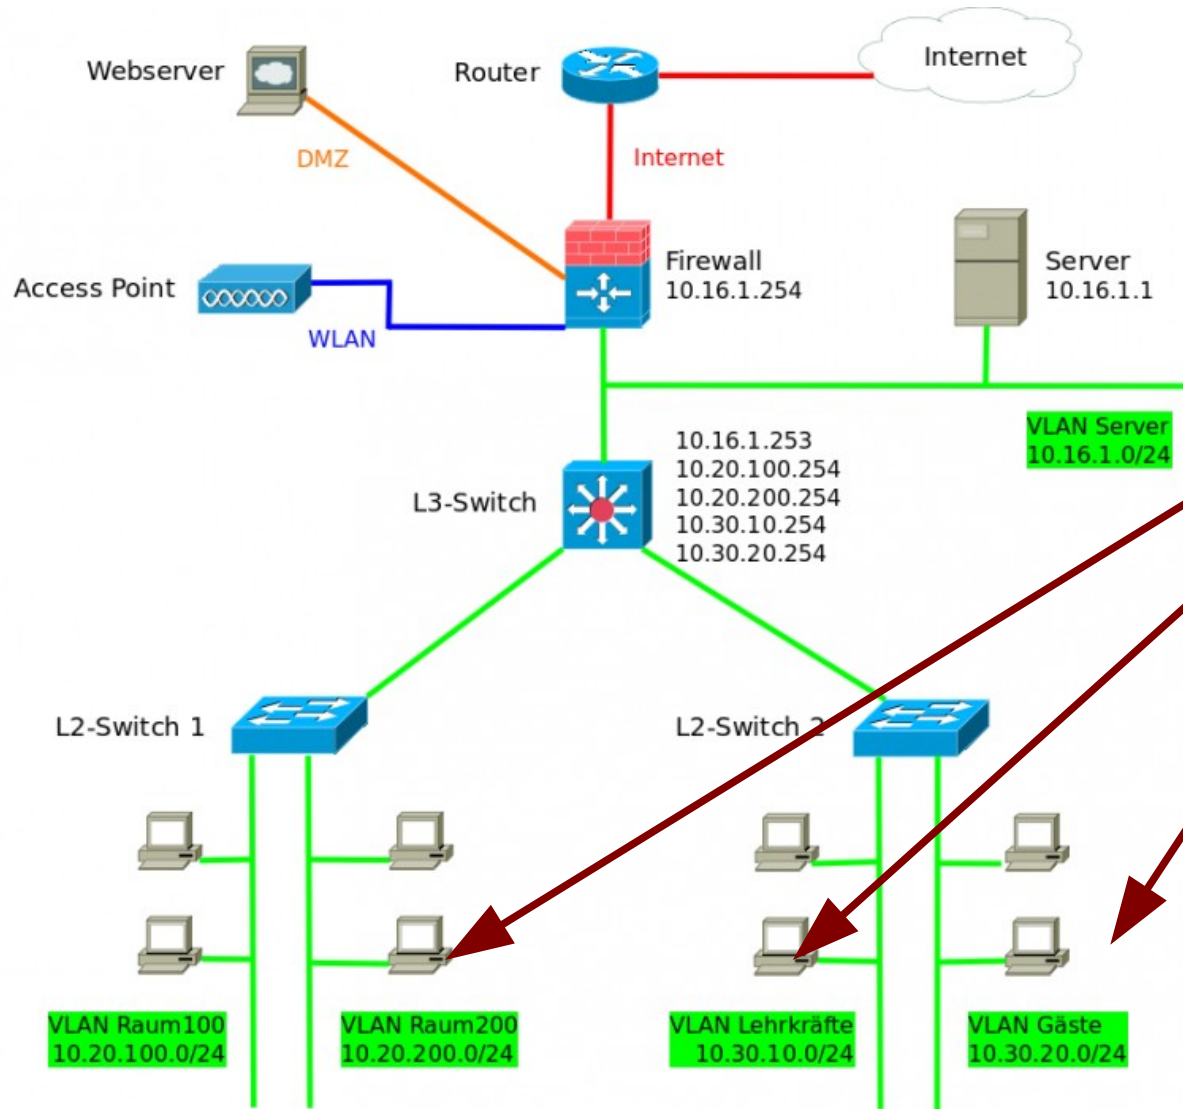 Webserver
Router
Internet
DMZ
Internet
Access Point
WLAN
Firewall
10.16.1.254
Server
10.16.1.1
VLAN Server
10.16.1.0/24
L3-Switch
10.16.1.253
10.20.100.254
10.20.200.254
10.30.10.254
10.30.20.254
L2-Switch 1
L2-Switch 2
VLAN Raum100
10.20.100.0/24
VLAN Raum200
10.20.200.0/24
VLAN Lehrkräfte
10.30.10.0/24
VLAN Gäste
10.30.20.0/24